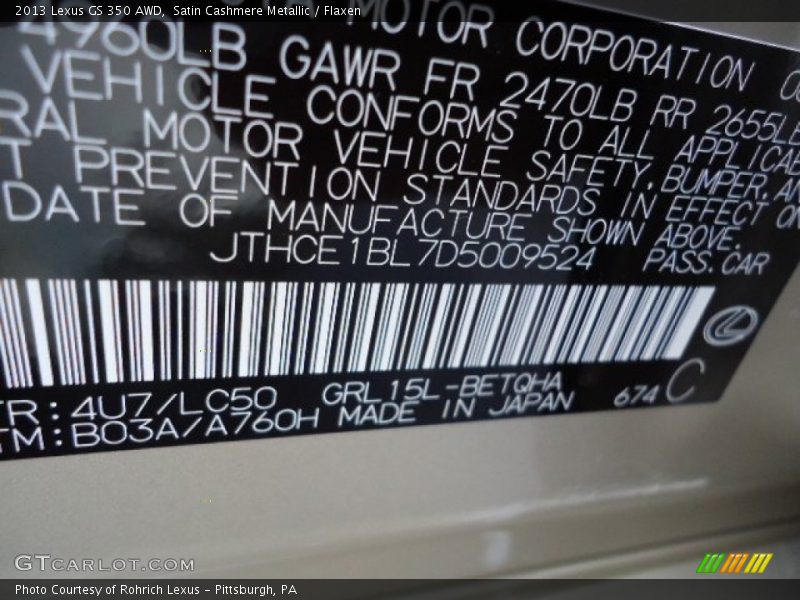 2013 Lexus GS 350 AWD, Satin Cashmere Metallic / Flaxen
MOTOR CORPORATION
4960LB GAWR FR 2470LB RR 2655LB
VEHICLE CONFORMS TO ALL APPLICAB
RAL MOTOR VEHICLE SAFETY, BUMPER, AN
T PREVENTION STANDARDS IN EFFECT ON
DATE OF MANUFACTURE SHOWN ABOVE.
JTHCE1BL7D5009524 PASS. CAR
TR: 4U7/LC50 GRL15L-BETQHA
TM: B03A/A760H MADE IN JAPAN 674 C
GTCARLOT.COM
Photo Courtesy of Rohrich Lexus – Pittsburgh, PA